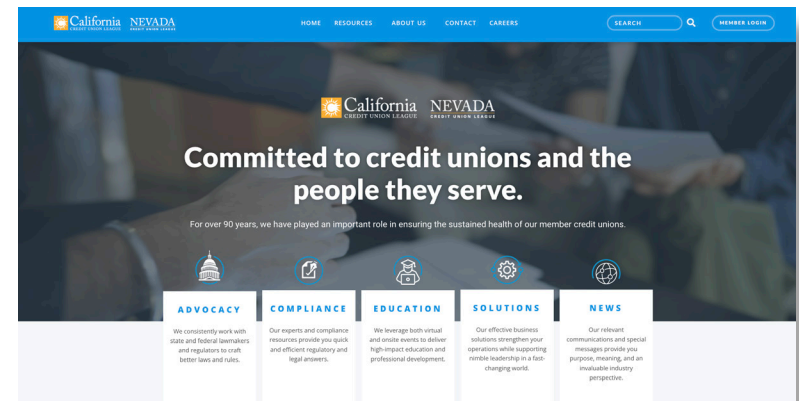 California NEVADA
CREDIT UNION LEAGUE CREDIT UNION LEAGUE
HOME RESOURCES ABOUT US CONTACT CAREERS
SEARCH
MEMBER LOGIN
California NEVADA
CREDIT UNION LEAGUE CREDIT UNION LEAGUE
Committed to credit unions and the
people they serve.
For over 90 years, we have played an important role in ensuring the sustained health of our member credit unions.
ADVOCACY
We consistently work with
state and federal lawmakers
and regulators to craft
better laws and rules.
COMPLIANCE
Our experts and compliance
resources provide you quick
and efficient regulatory and
legal answers.
EDUCATION
We leverage both virtual
and onsite events to deliver
high-impact education and
professional development.
SOLUTIONS
Our effective business
solutions strengthen your
operations while supporting
nimble leadership in a fast-
changing world.
NEWS
Our relevant
communications and special
messages provide you
purpose, meaning, and an
invaluable industry
perspective.